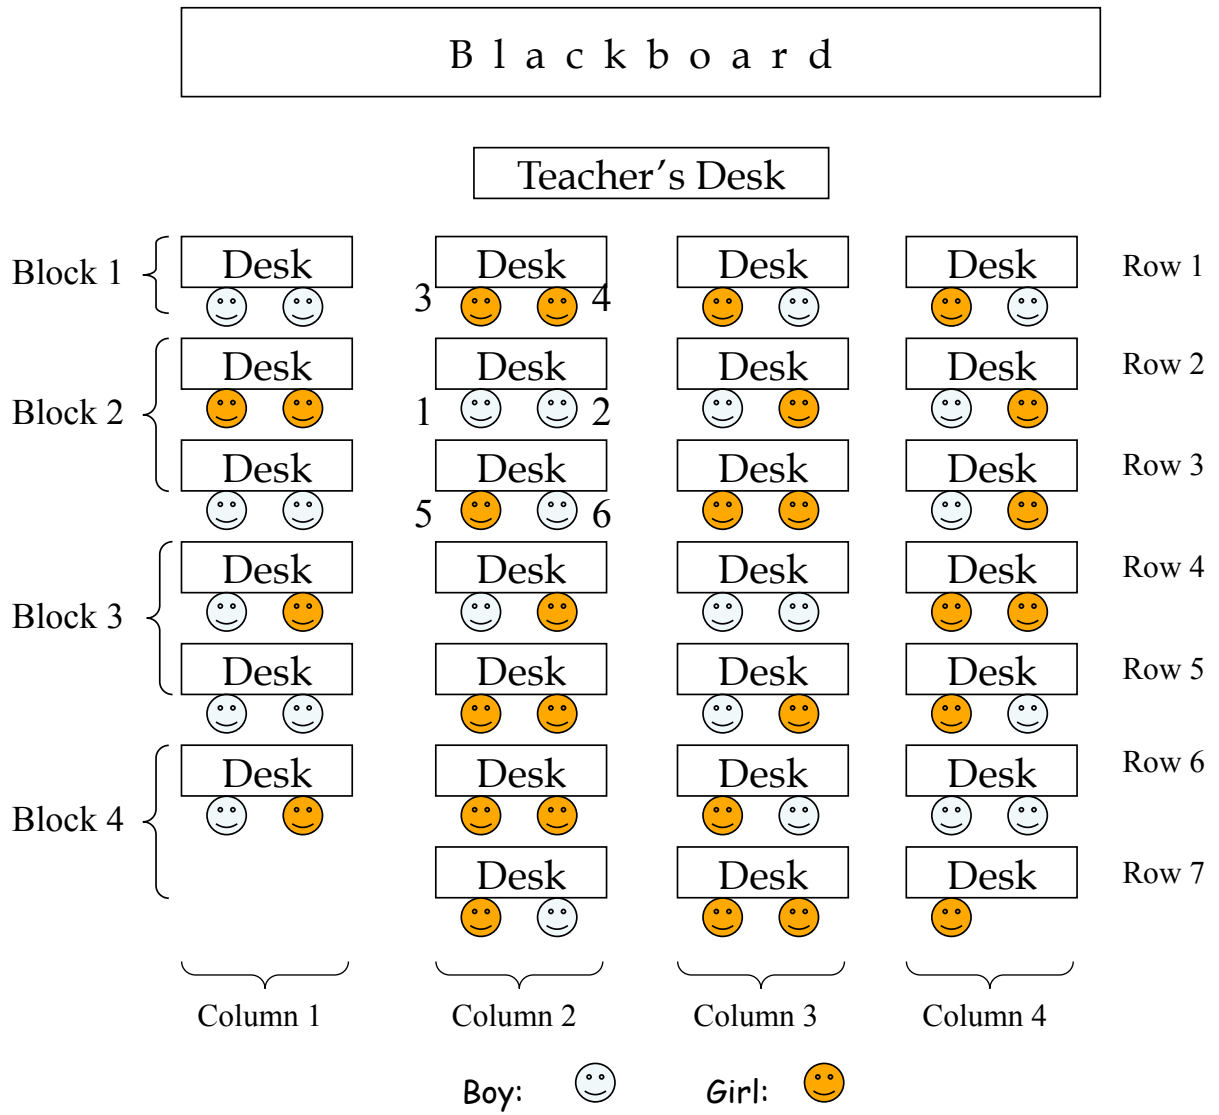 Blackboard
Teacher's Desk
Block 1 Desk Desk Desk Desk Row 1
3 4
Block 2 Desk Desk Desk Desk Row 2
1 2
Desk Desk Desk Desk Row 3
5 6
Block 3 Desk Desk Desk Desk Row 4
Desk Desk Desk Desk Row 5
Block 4 Desk Desk Desk Desk Row 6
Desk Desk Desk Row 7
Column 1 Column 2 Column 3 Column 4
Boy: Girl: